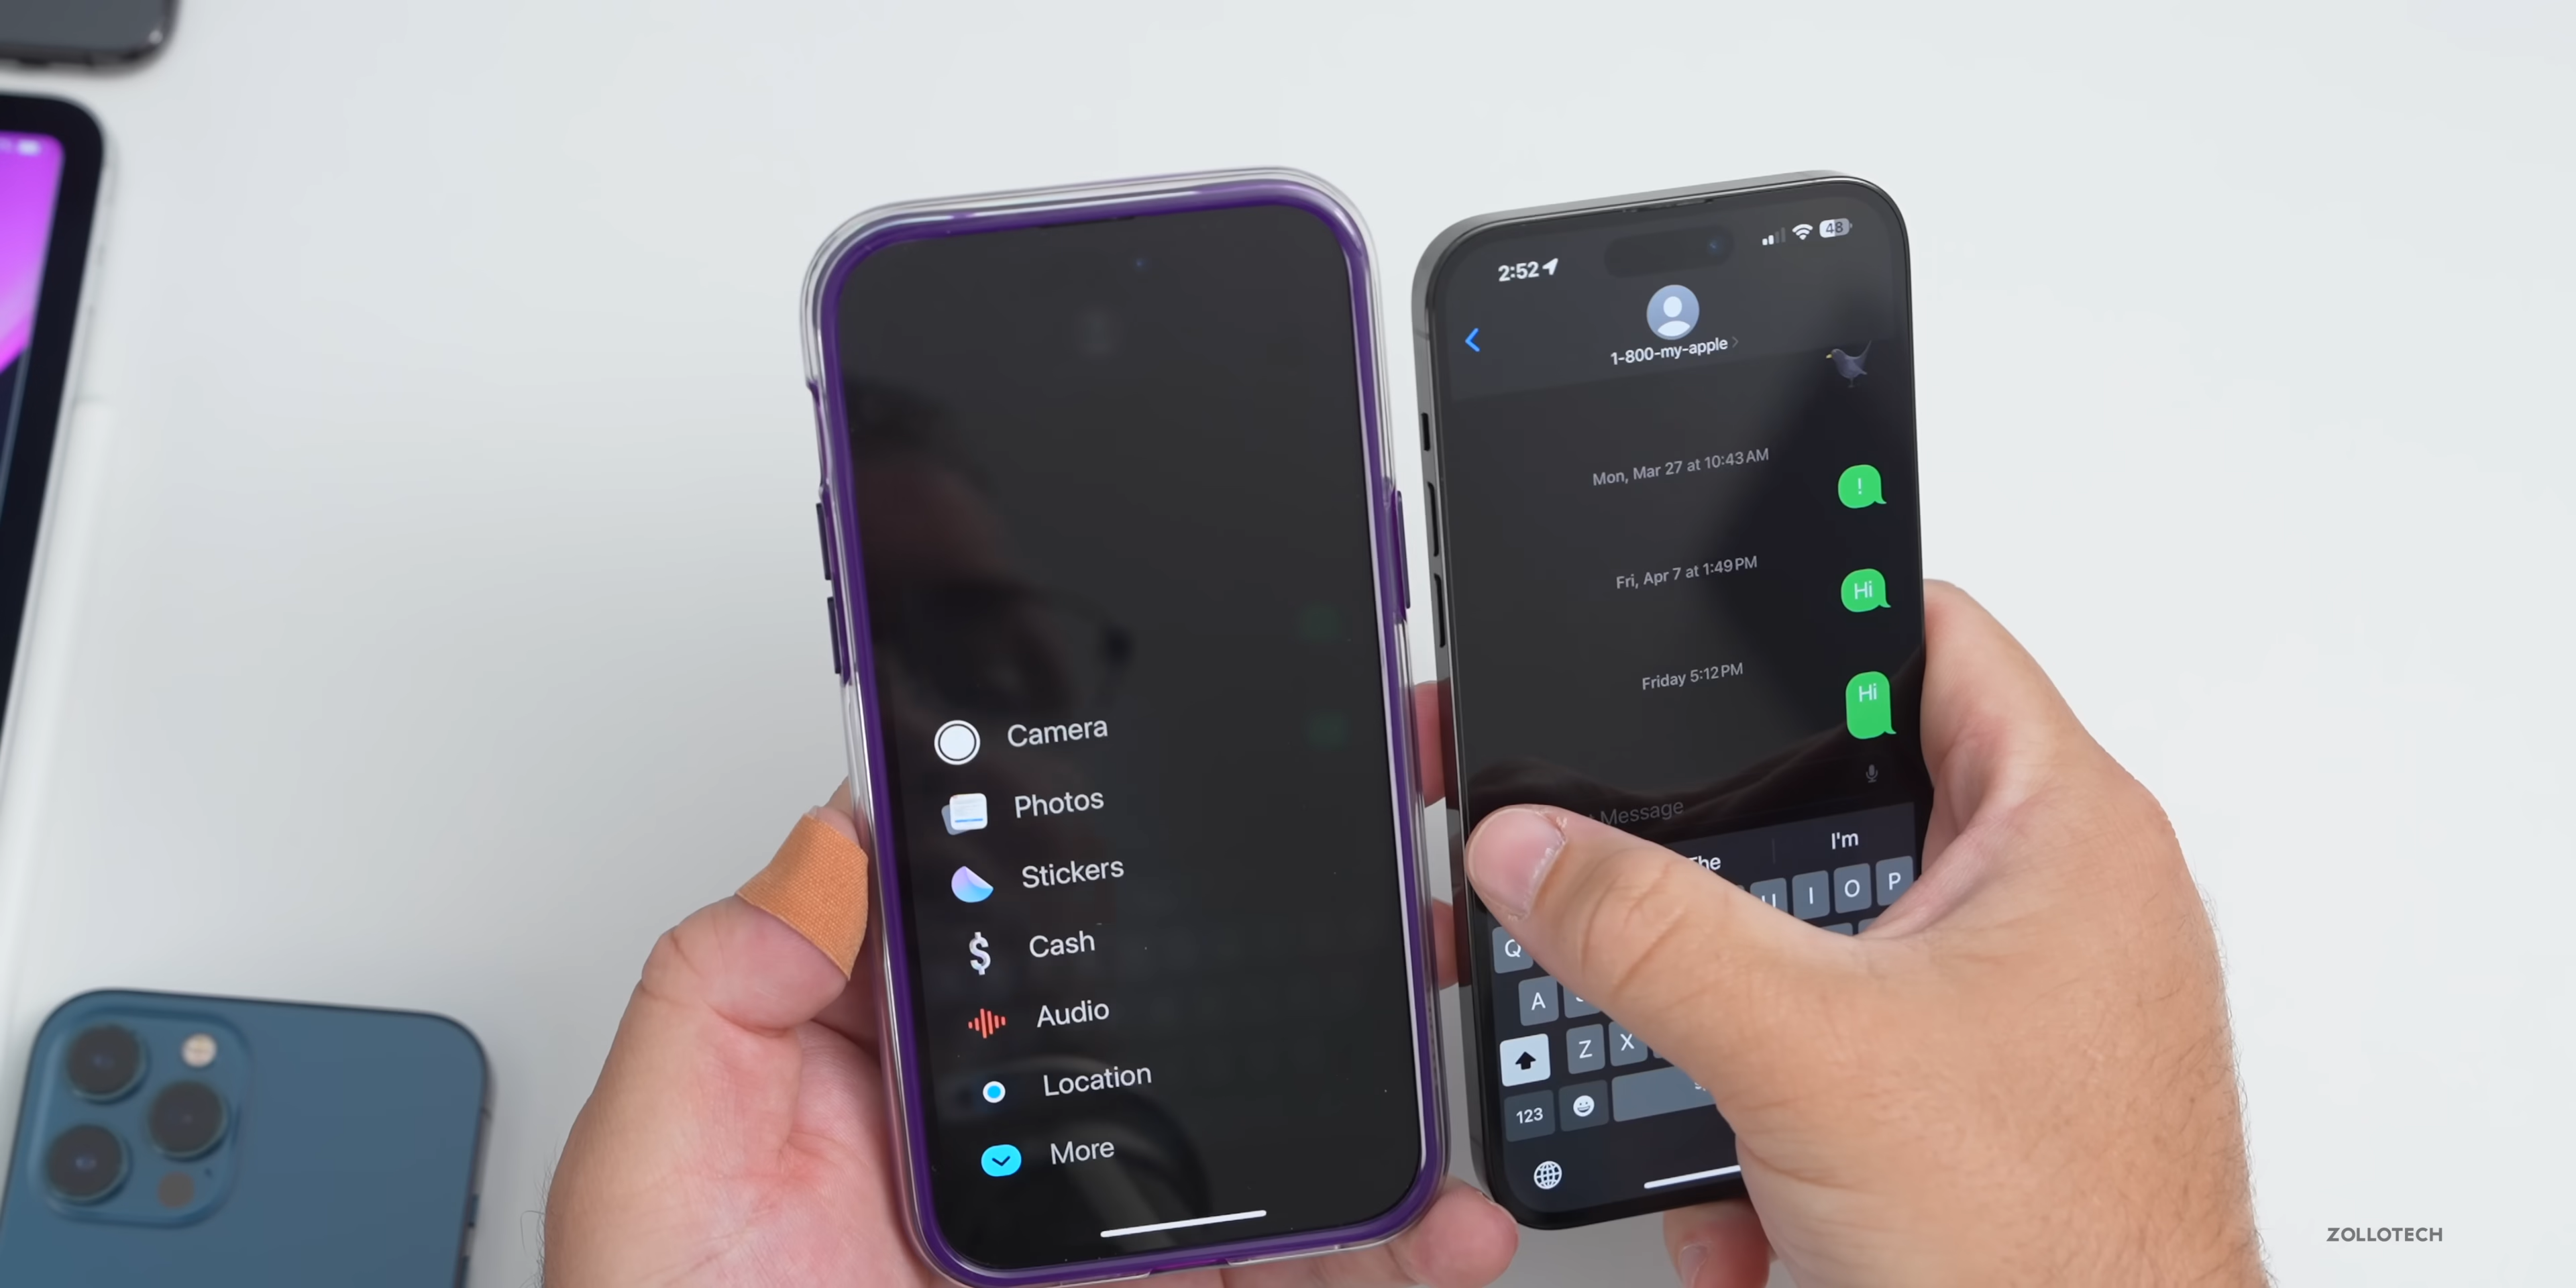 Camera
Photos
Stickers
Cash
Audio
Location
More
2:52
48
1-800-my-apple
Mon, Mar 27 at 10:43 AM
!
Fri, Apr 7 at 1:49 PM
Hi
Friday 5:12 PM
Hi
Message
The I'm
U I O P
Q
A
Z X
123
ZOLLOTECH